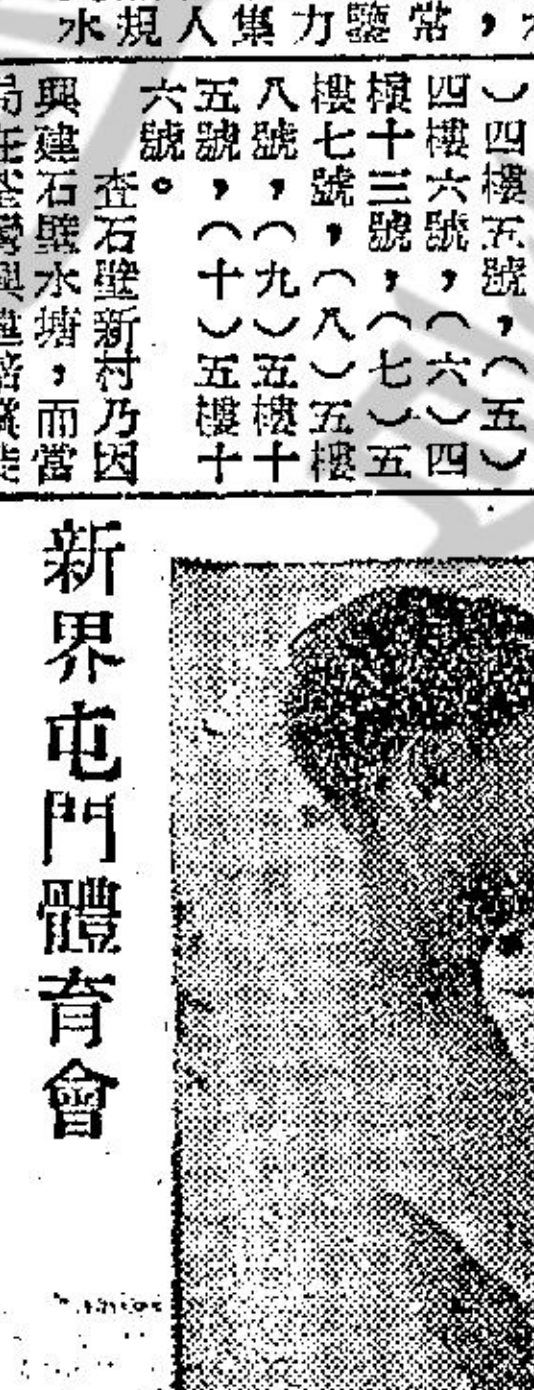 ，
常
鑒
力
集
人
規
水
）四樓五號，（五）
四樓六號，（六）四
樓十三號，（七）五
樓七號，（八）五樓
八號，（九）五樓十
五號，（十）五樓十
六號。
查石壁新村乃因
興建石壁水塘，而當
新界屯門體育會